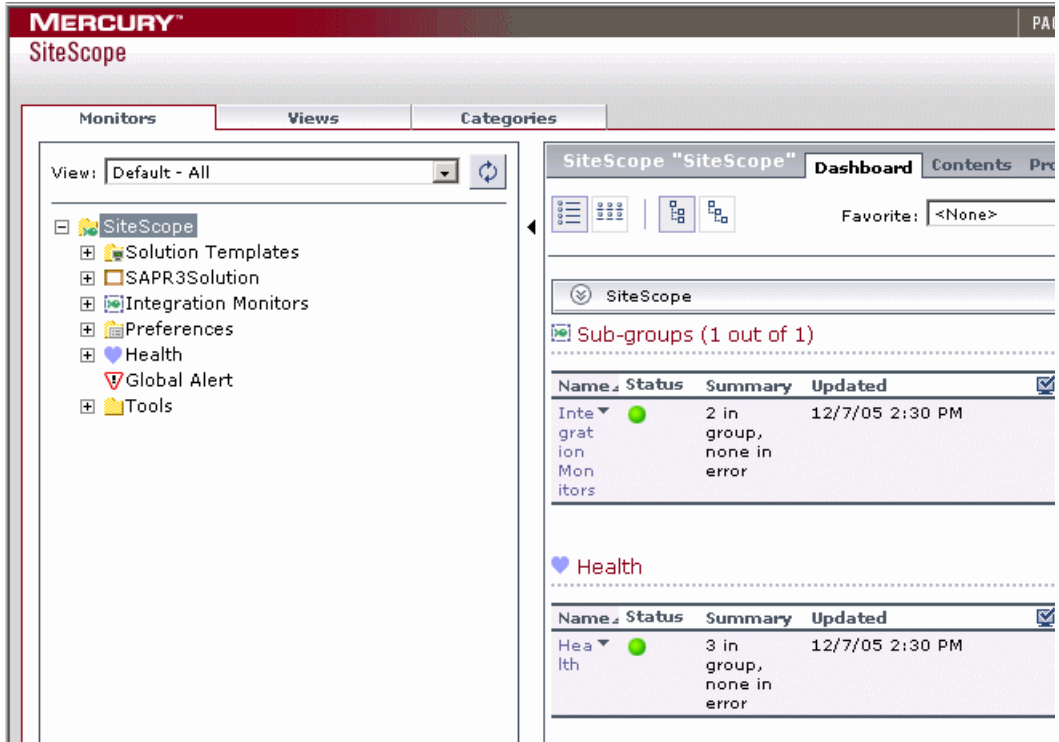 MERCURY™
PA
SiteScope
Monitors Views Categories
View: Default - All
SiteScope
Solution Templates
SAPR3Solution
Integration Monitors
Preferences
Health
Global Alert
Tools
SiteScope "SiteScope" Dashboard Contents Pro
Favorite: <None>
SiteScope
Sub-groups (1 out of 1)
Name Status Summary Updated
Inte 2 in 12/7/05 2:30 PM
grat group,
ion none in
Mon error
itors
Health
Name Status Summary Updated
Hea 3 in 12/7/05 2:30 PM
lth group,
none in
error